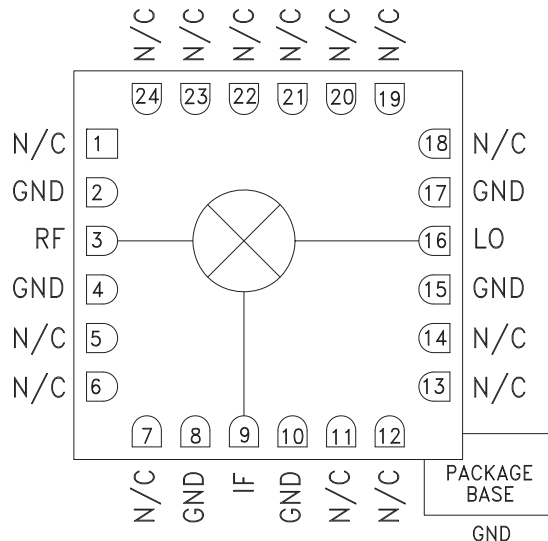 N/C N/C N/C N/C N/C N/C
24 23 22 21 20 19
N/C 1 18 N/C
GND 2 17 GND
RF 3 16 LO
GND 4 15 GND
N/C 5 14 N/C
N/C 6 13 N/C
7 8 9 10 11 12
N/C GND IF GND N/C N/C
PACKAGE
BASE
GND